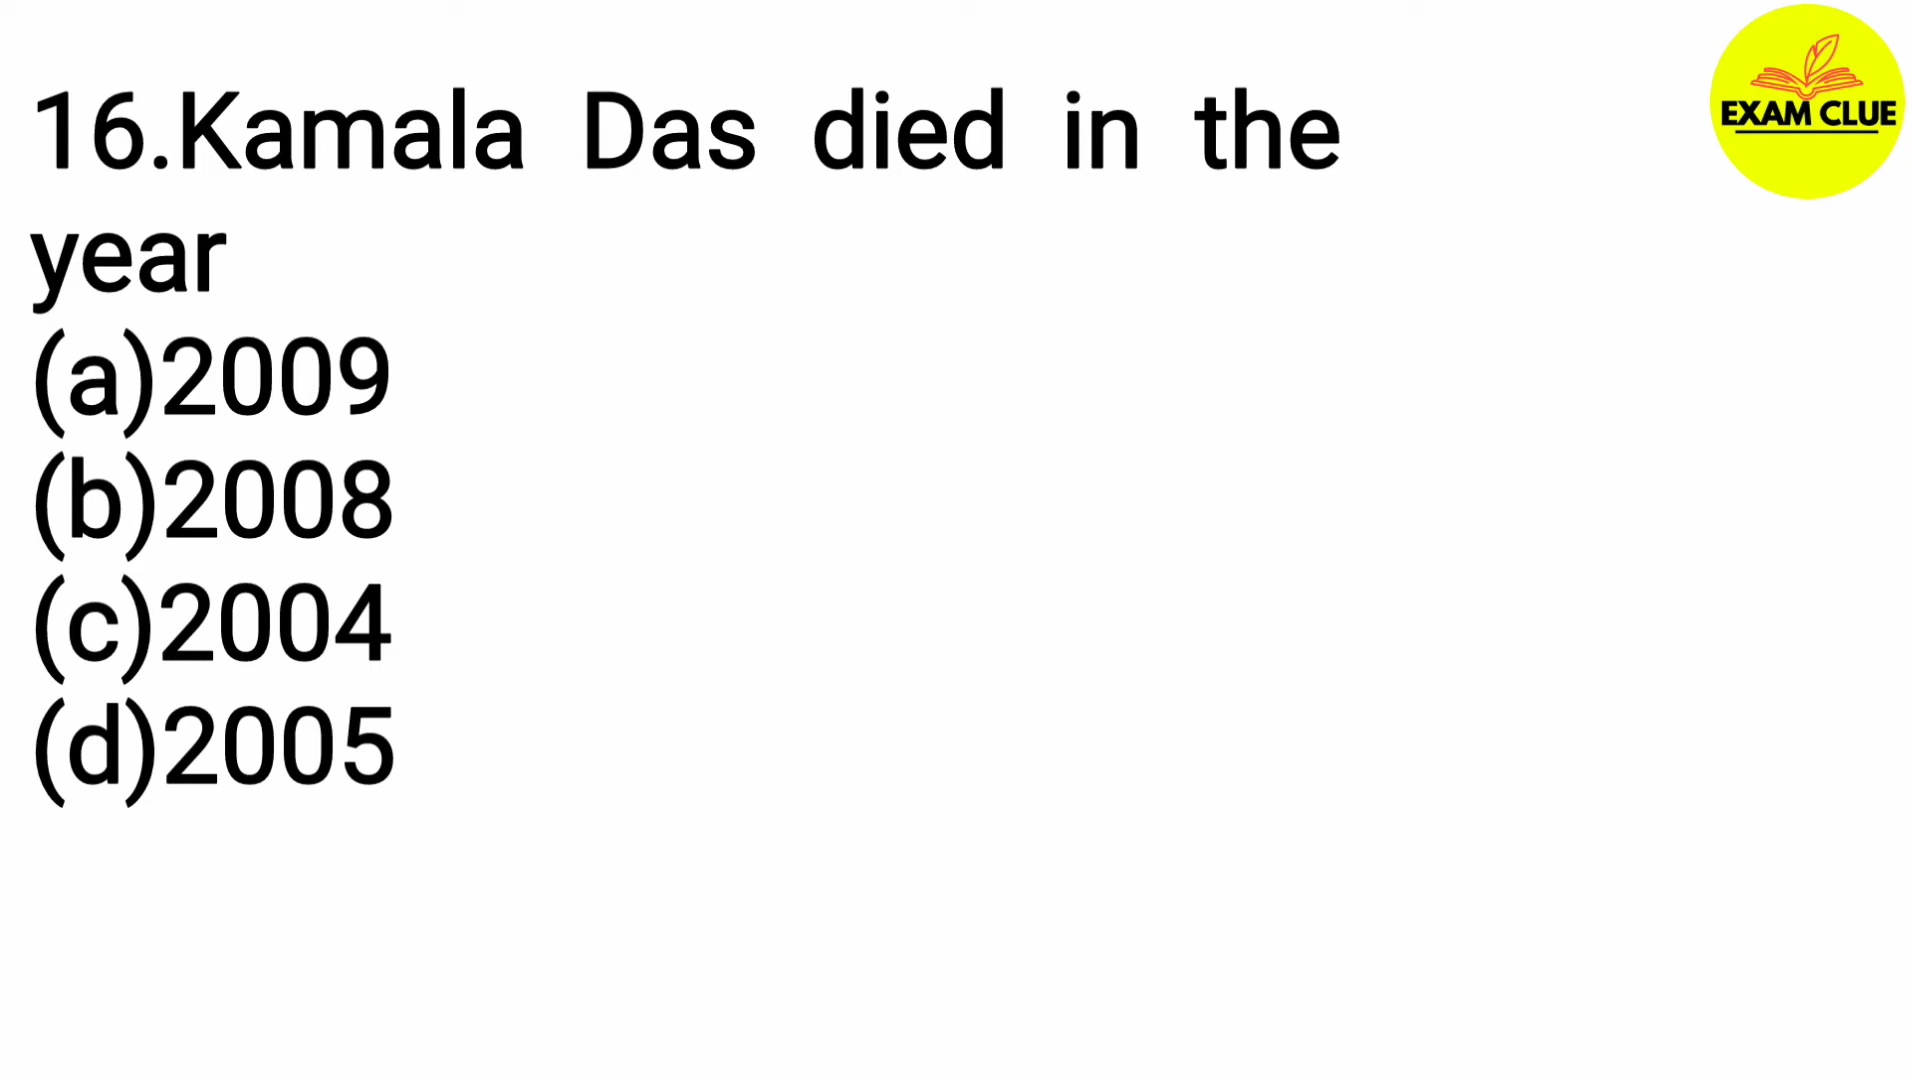 16.Kamala Das died in the
year
(a)2009
(b)2008
(c)2004
(d)2005
EXAM CLUE